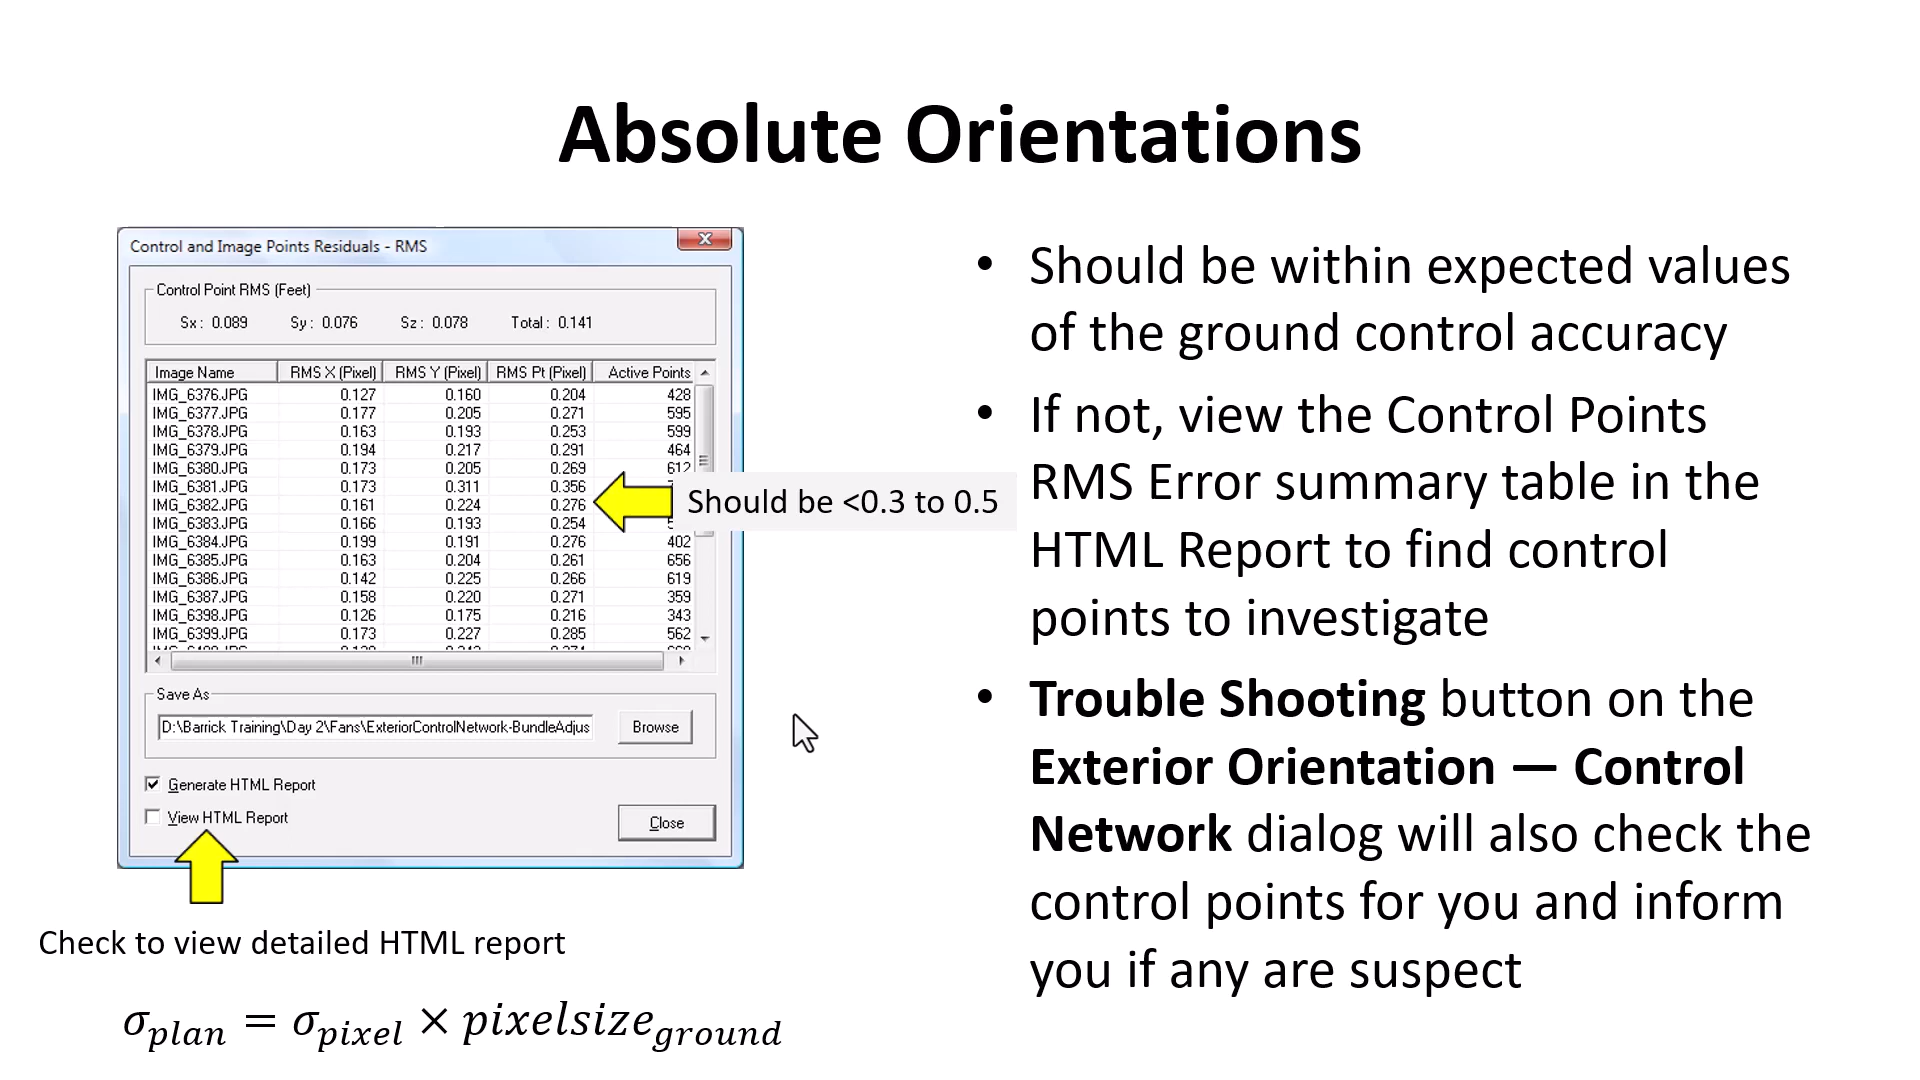 Absolute Orientations
Control and Image Points Residuals - RMS
Control Point RMS (Feet)
Sx : 0.089 Sy : 0.076 Sz : 0.078 Total : 0.141
Image Name RMS X (Pixel) RMS Y (Pixel) RMS Pt (Pixel) Active Points
IMG_6376.JPG 0.127 0.160 0.204 428
IMG_6377.JPG 0.177 0.205 0.271 595
IMG_6378.JPG 0.163 0.193 0.253 599
IMG_6379.JPG 0.194 0.217 0.291 464
IMG_6380.JPG 0.173 0.205 0.269 612
IMG_6381.JPG 0.173 0.311 0.356
IMG_6382.JPG 0.161 0.224 0.276
IMG_6383.JPG 0.166 0.193 0.254
IMG_6384.JPG 0.199 0.191 0.276 402
IMG_6385.JPG 0.163 0.204 0.261 656
IMG_6386.JPG 0.142 0.225 0.266 619
IMG_6387.JPG 0.158 0.220 0.271 359
IMG_6398.JPG 0.126 0.175 0.216 343
IMG_6399.JPG 0.173 0.227 0.285 562
Should be <0.3 to 0.5
Save As
D:\Barrick Training\Day 2\Fans\ExteriorControlNetwork-BundleAdjus Browse
Generate HTML Report
View HTML Report
Close
Check to view detailed HTML report
σ_plan = σ_pixel × pixelsize_ground
• Should be within expected values
of the ground control accuracy
• If not, view the Control Points
RMS Error summary table in the
HTML Report to find control
points to investigate
• Trouble Shooting button on the
Exterior Orientation — Control
Network dialog will also check the
control points for you and inform
you if any are suspect